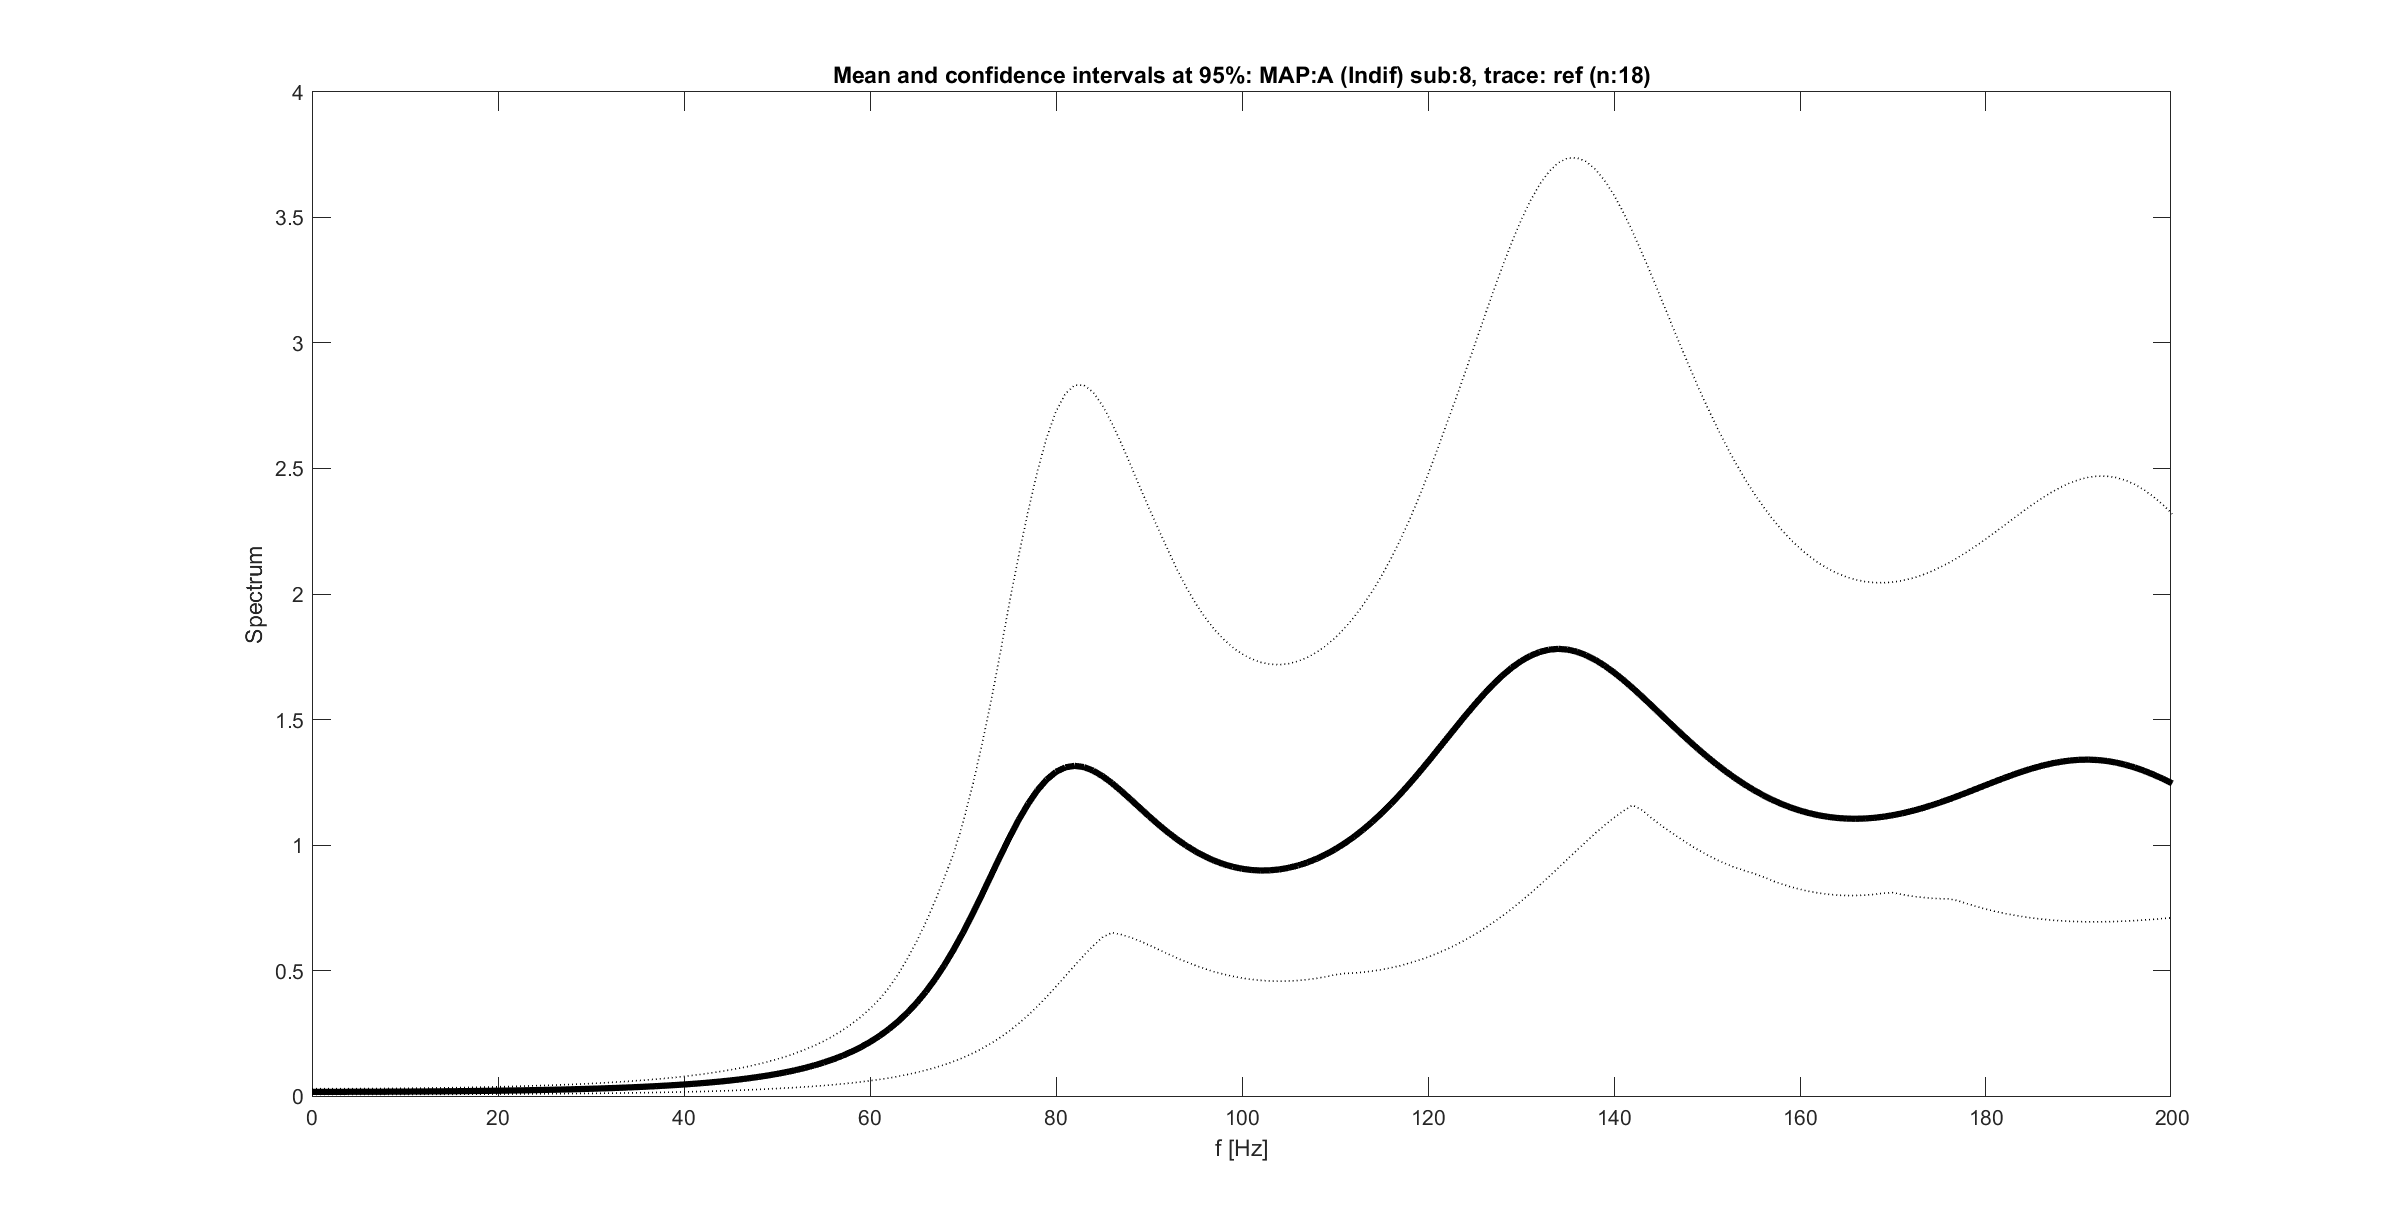 Mean and confidence intervals at 95%: MAP:A (Indif) sub:8, trace: ref (n:18)
4
3.5
3
2.5
2
1.5
1
0.5
0
Spectrum
0 20 40 60 80 100 120 140 160 180 200
f [Hz]